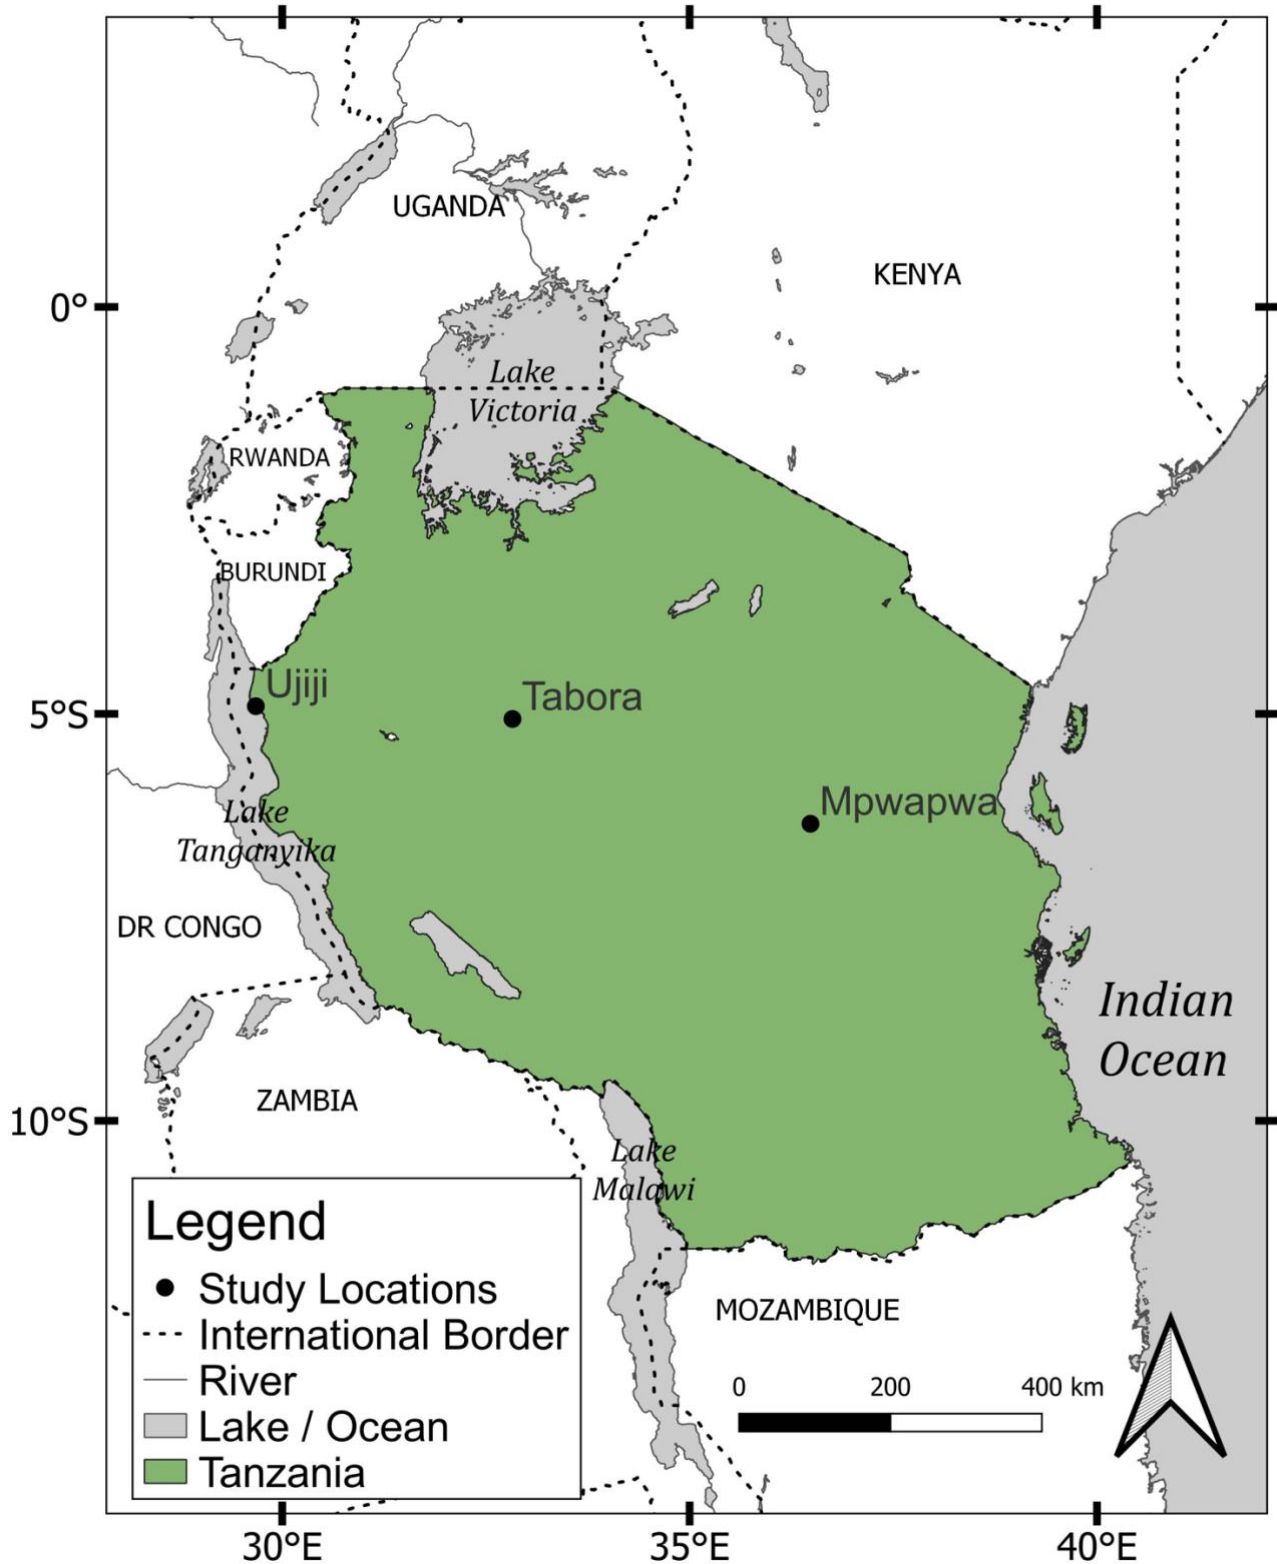 UGANDA
KENYA
0°
Lake
Victoria
RWANDA
BURUNDI
Ujiji
Tabora
5°S
Mpwapwa
Lake
Tanganyika
DR CONGO
Indian
Ocean
ZAMBIA
10°S
Lake
Malawi
Legend
Study Locations
International Border
River
Lake / Ocean
Tanzania
MOZAMBIQUE
0 200 400 km
30°E 35°E 40°E